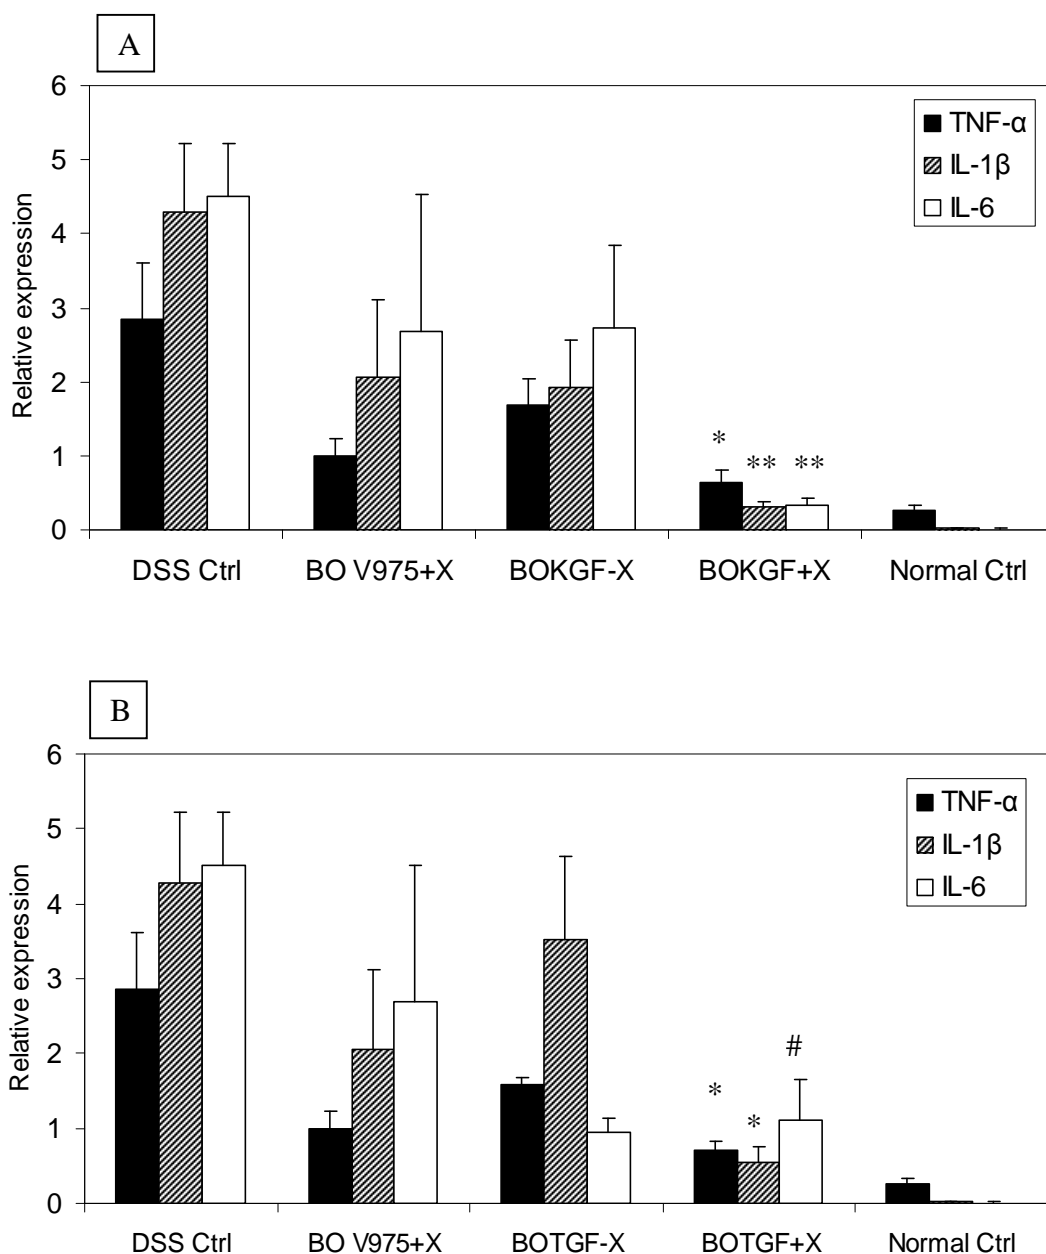 A
6
5
4
3
2
1
0
Relative expression
TNF-α
IL-1β
IL-6
* ** **
DSS Ctrl BO V975+X BOKGF-X BOKGF+X Normal Ctrl
B
6
5
4
3
2
1
0
Relative expression
TNF-α
IL-1β
IL-6
* * #
DSS Ctrl BO V975+X BOTGF-X BOTGF+X Normal Ctrl